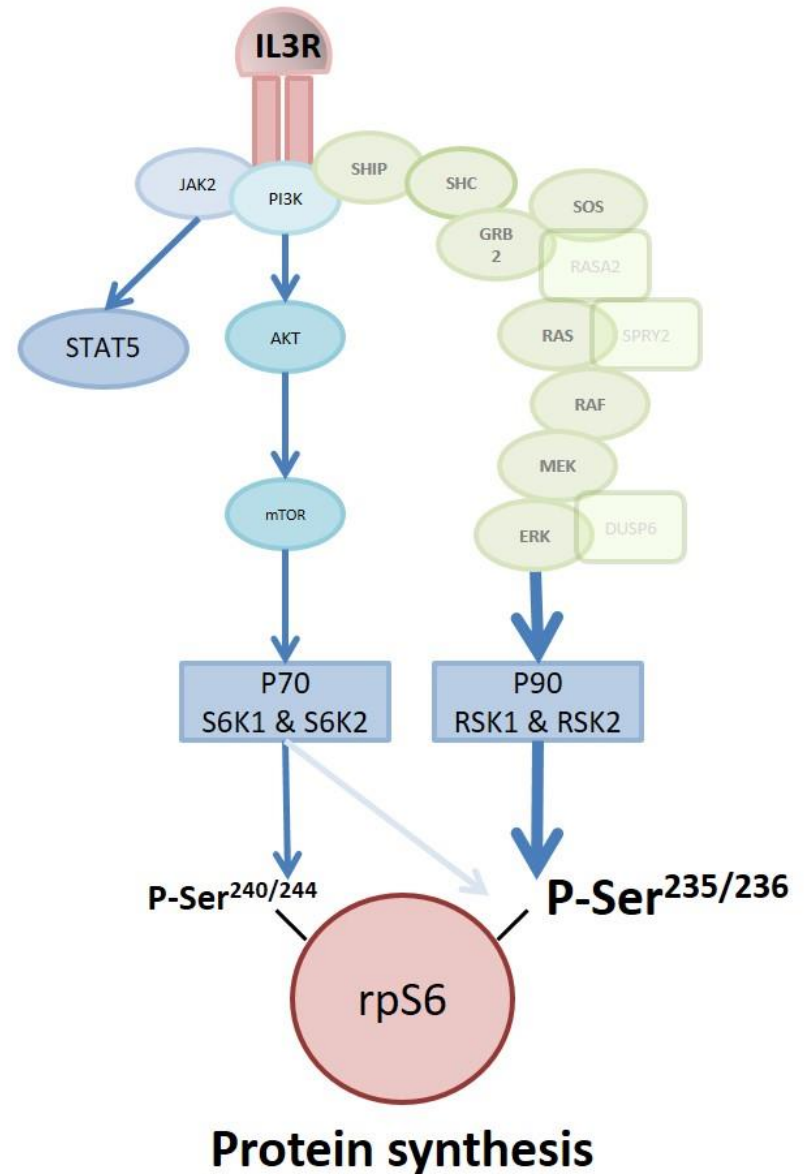 IL3R
SHIP
JAK2
PI3K
SHC
SOS
GRB
2
RASA2
STAT5
AKT
RAS
SPRY2
RAF
MEK
mTOR
ERK
DUSP6
P70
S6K1 & S6K2
P90
RSK1 & RSK2
P-Ser240/244
P-Ser235/236
rpS6
Protein synthesis